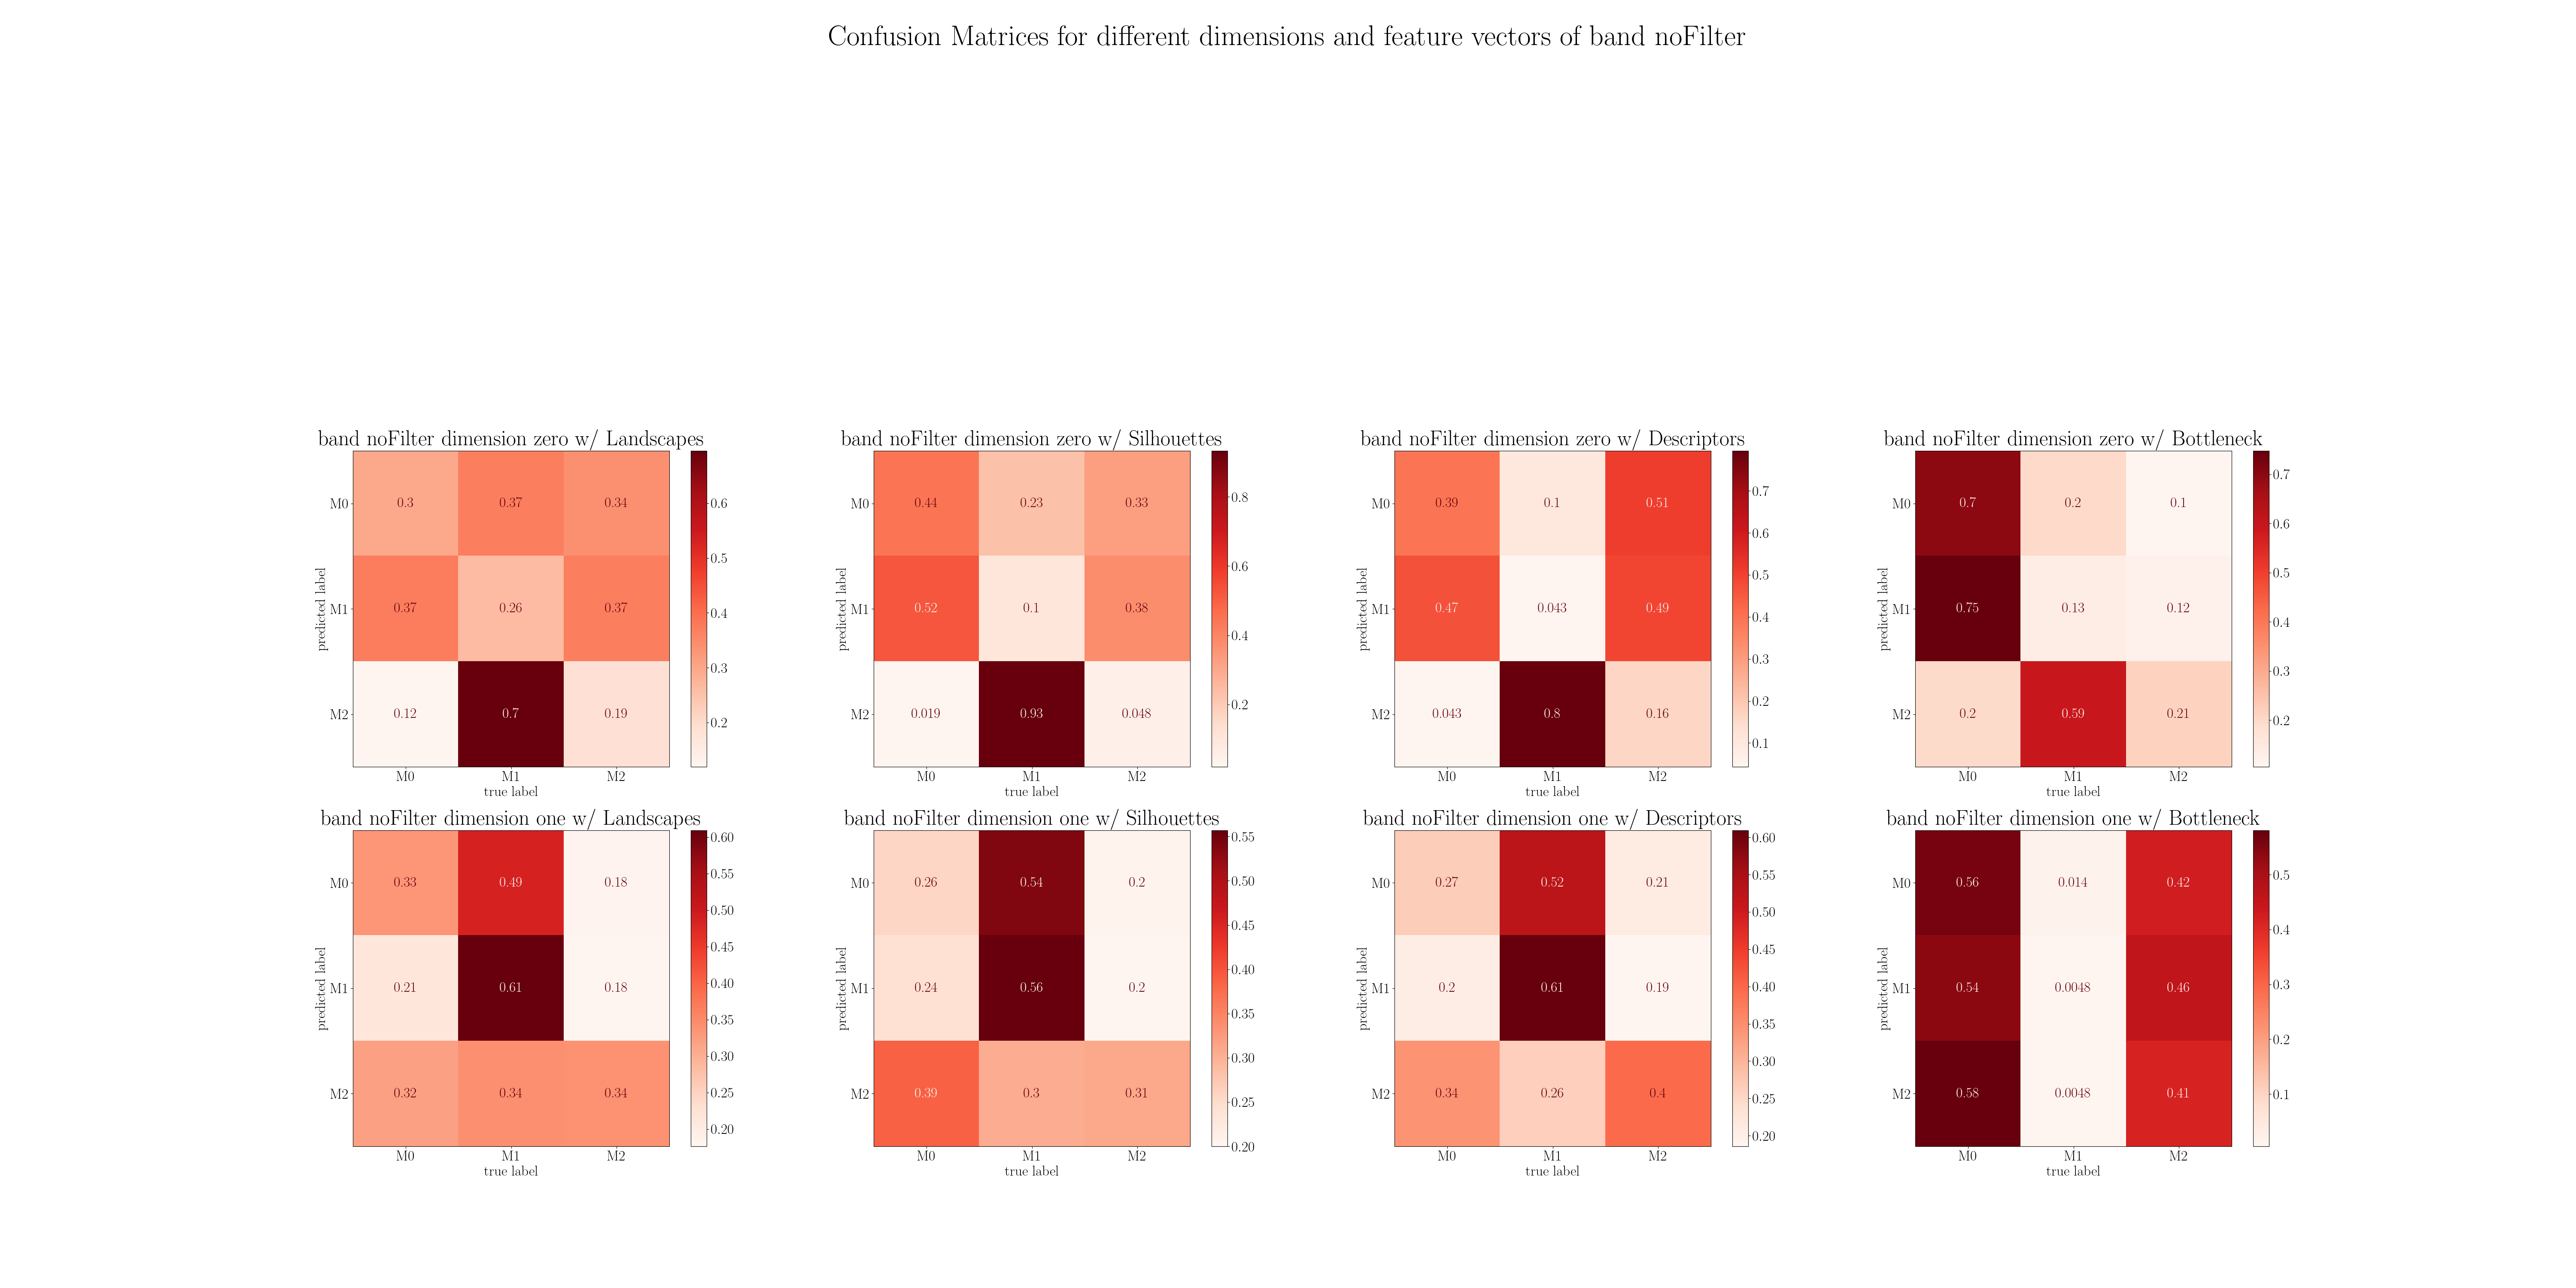 Confusion Matrices for different dimensions and feature vectors of band noFilter
band noFilter dimension zero w/ Landscapes
predicted label
M0 0.3 0.37 0.34
M1 0.37 0.26 0.37
M2 0.12 0.7 0.19
M0 M1 M2
true label
0.6
0.5
0.4
0.3
0.2
band noFilter dimension zero w/ Silhouettes
predicted label
M0 0.44 0.23 0.33
M1 0.52 0.1 0.38
M2 0.019 0.93 0.048
M0 M1 M2
true label
0.8
0.6
0.4
0.2
band noFilter dimension zero w/ Descriptors
predicted label
M0 0.39 0.1 0.51
M1 0.47 0.043 0.49
M2 0.043 0.8 0.16
M0 M1 M2
true label
0.7
0.6
0.5
0.4
0.3
0.2
0.1
band noFilter dimension zero w/ Bottleneck
predicted label
M0 0.7 0.2 0.1
M1 0.75 0.13 0.12
M2 0.2 0.59 0.21
M0 M1 M2
true label
0.7
0.6
0.5
0.4
0.3
0.2
band noFilter dimension one w/ Landscapes
predicted label
M0 0.33 0.49 0.18
M1 0.21 0.61 0.18
M2 0.32 0.34 0.34
M0 M1 M2
true label
0.60
0.55
0.50
0.45
0.40
0.35
0.30
0.25
0.20
band noFilter dimension one w/ Silhouettes
predicted label
M0 0.26 0.54 0.2
M1 0.24 0.56 0.2
M2 0.39 0.3 0.31
M0 M1 M2
true label
0.55
0.50
0.45
0.40
0.35
0.30
0.25
0.20
band noFilter dimension one w/ Descriptors
predicted label
M0 0.27 0.52 0.21
M1 0.2 0.61 0.19
M2 0.34 0.26 0.4
M0 M1 M2
true label
0.60
0.55
0.50
0.45
0.40
0.35
0.30
0.25
0.20
band noFilter dimension one w/ Bottleneck
predicted label
M0 0.56 0.014 0.42
M1 0.54 0.0048 0.46
M2 0.58 0.0048 0.41
M0 M1 M2
true label
0.5
0.4
0.3
0.2
0.1